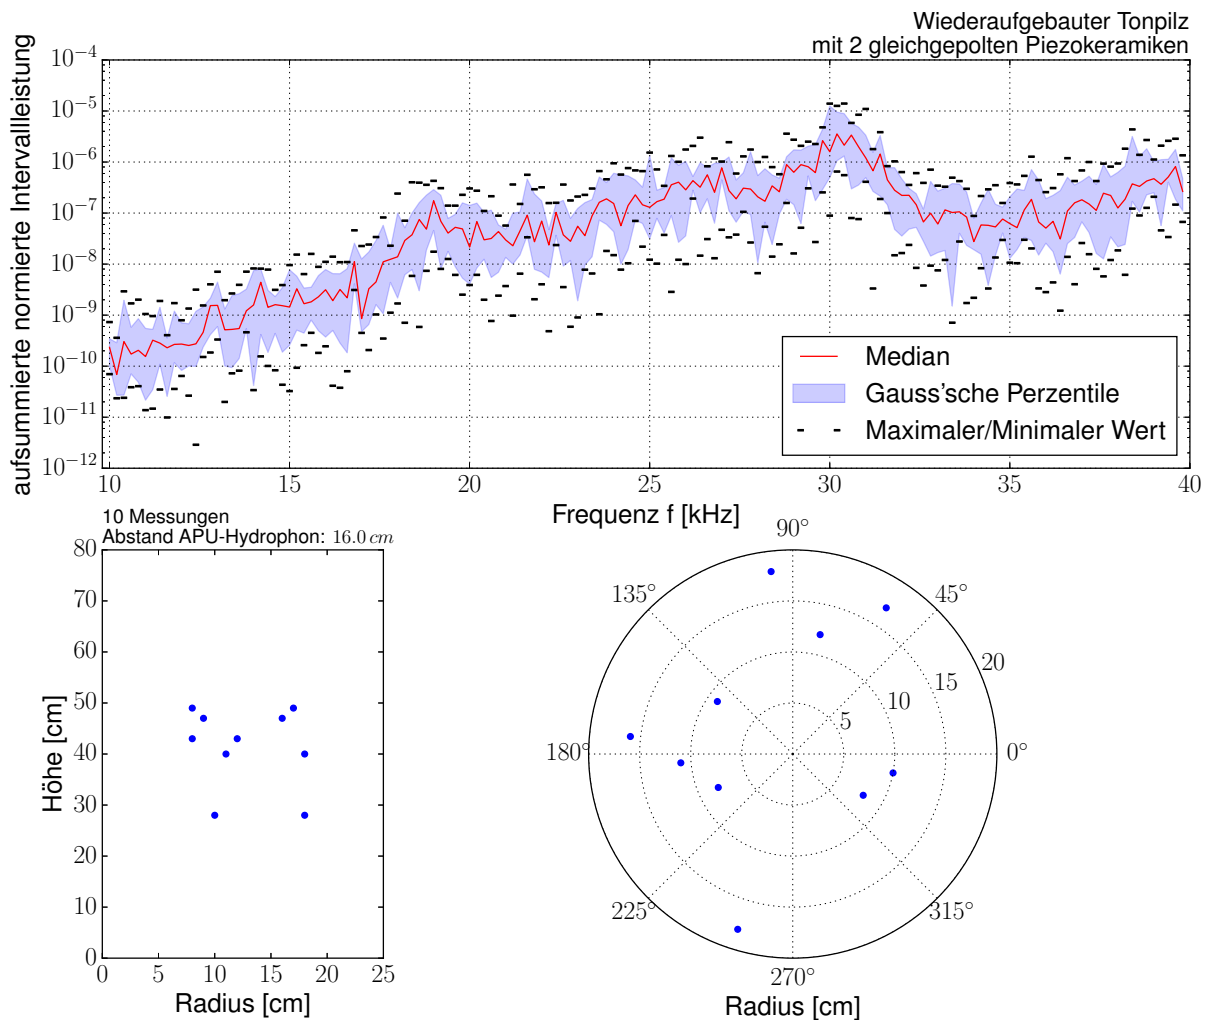 Wiederaufgebauter Tonpilz
mit 2 gleichgepolten Piezokeramiken
aufsummierte normierte Intervallleistung
10⁻⁴
10⁻⁵
10⁻⁶
10⁻⁷
10⁻⁸
10⁻⁹
10⁻¹⁰
10⁻¹¹
10⁻¹²
Median
Gauss'sche Perzentile
Maximaler/Minimaler Wert
10 15 20 25 30 35 40
Frequenz f [kHz]
10 Messungen
Abstand APU-Hydrophon: 16.0 cm
80
70
60
50
40
30
20
10
0
Höhe [cm]
0 5 10 15 20 25
Radius [cm]
90°
135° 45°
20
15
10
5
180° 0°
225° 315°
270°
Radius [cm]